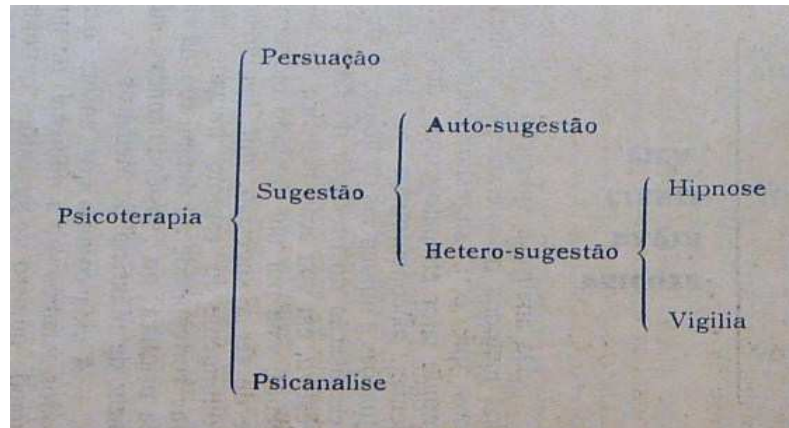 Persuação
Auto-sugestão
Hipnose
Sugestão
Psicoterapia
Hetero-sugestão
Vigilia
Psicanalise